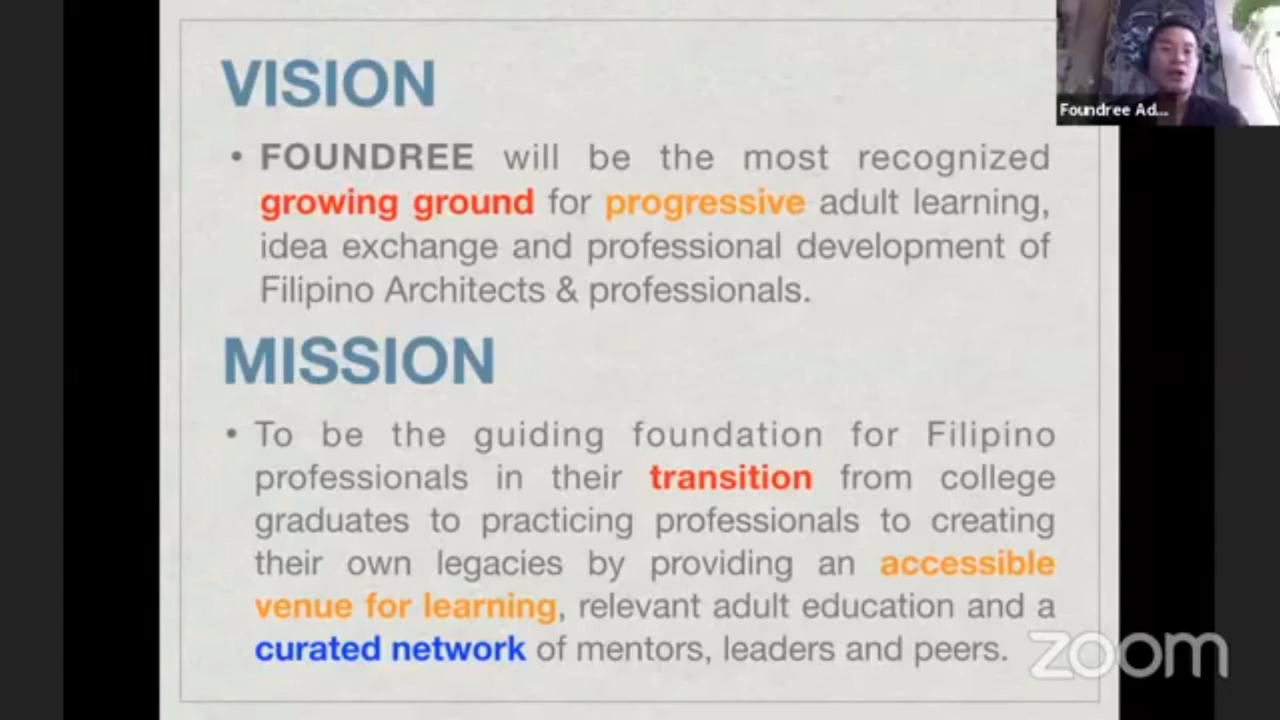 VISION
• FOUNDREE will be the most recognized
growing ground for progressive adult learning,
idea exchange and professional development of
Filipino Architects & professionals.
MISSION
• To be the guiding foundation for Filipino
professionals in their transition from college
graduates to practicing professionals to creating
their own legacies by providing an accessible
venue for learning, relevant adult education and a
curated network of mentors, leaders and peers.
Foundree Ad...
zoom